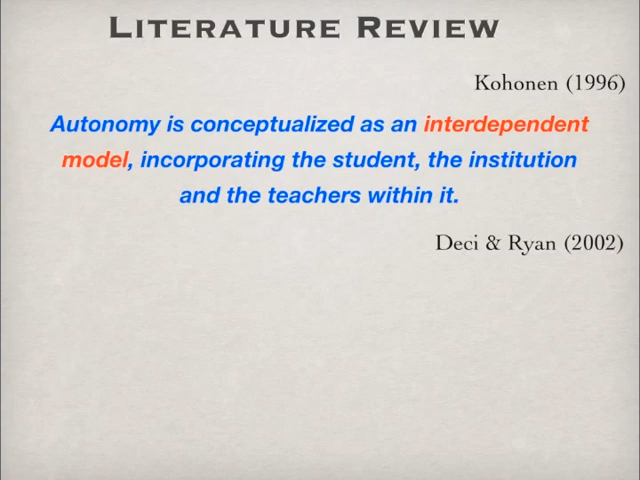 Literature Review
Kohonen (1996)
Autonomy is conceptualized as an interdependent
model, incorporating the student, the institution
and the teachers within it.
Deci & Ryan (2002)